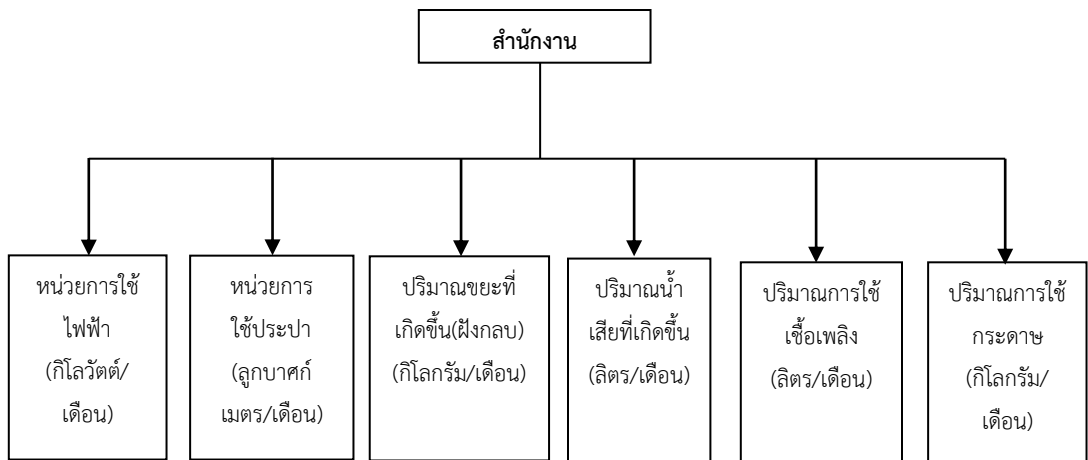 สำนักงาน
หน่วยการใช้
ไฟฟ้า
(กิโลวัตต์/
เดือน)
หน่วยการ
ใช้ประปา
(ลูกบาศก์
เมตร/เดือน)
ปริมาณขยะที่
เกิดขึ้น(ฝังกลบ)
(กิโลกรัม/เดือน)
ปริมาณน้ำ
เสียที่เกิดขึ้น
(ลิตร/เดือน)
ปริมาณการใช้
เชื้อเพลิง
(ลิตร/เดือน)
ปริมาณการใช้
กระดาษ
(กิโลกรัม/
เดือน)